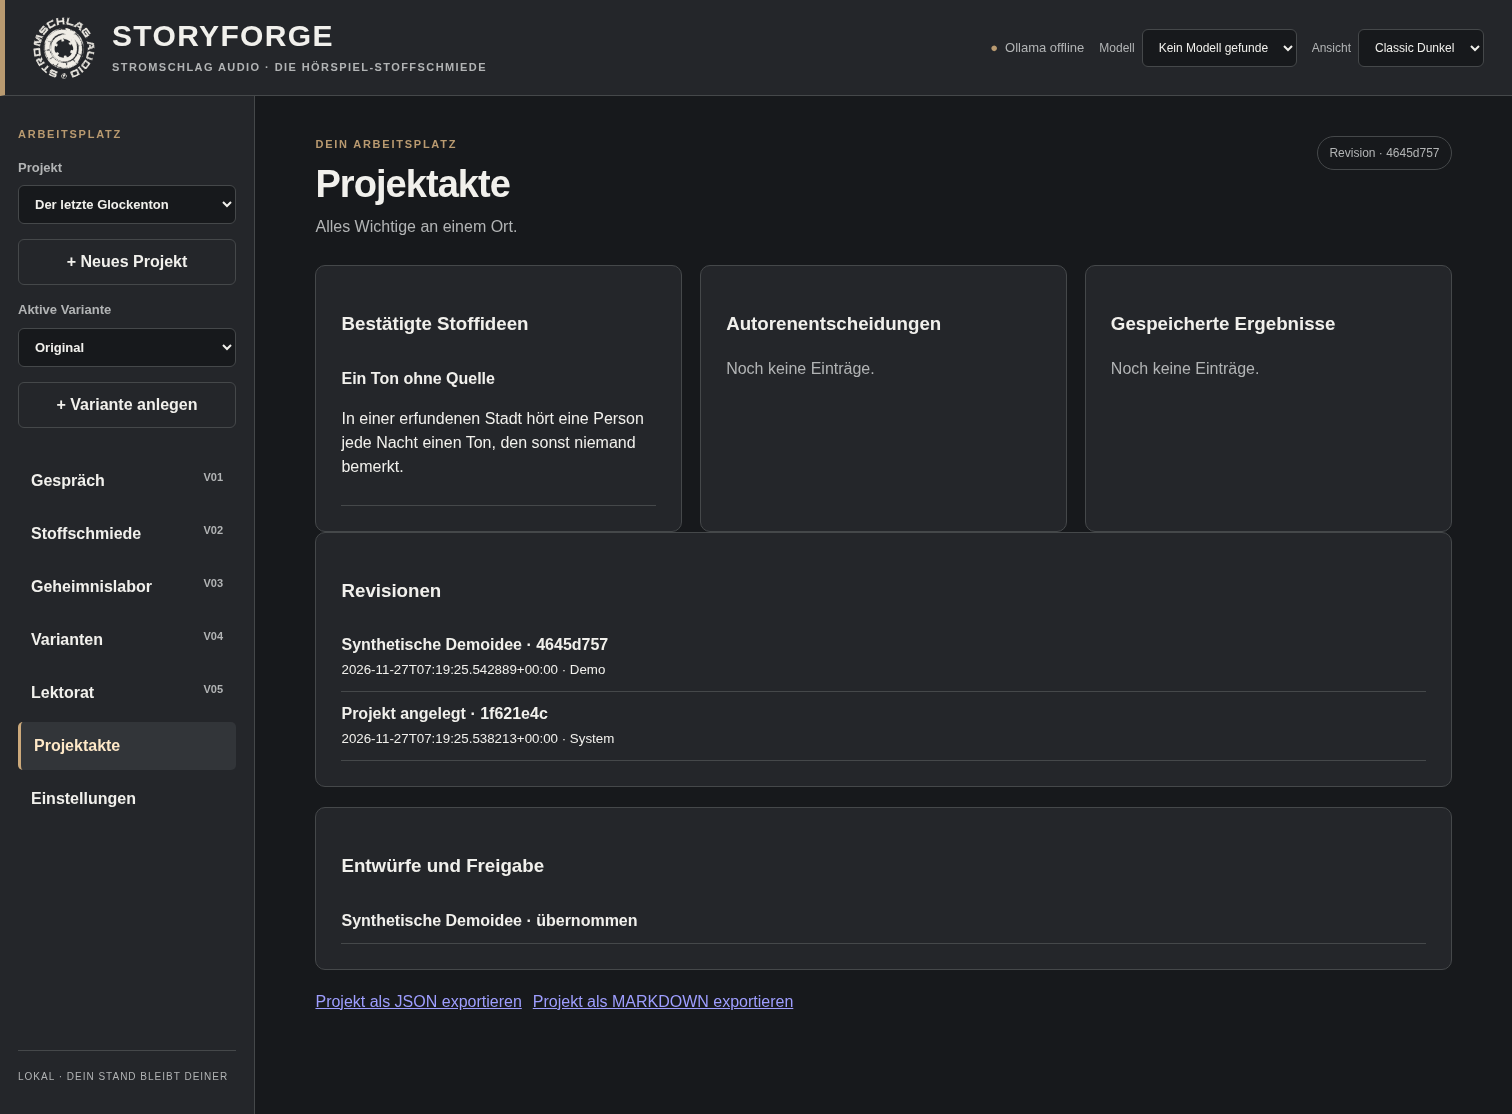 STROMSCHLAG AUDIO
STORYFORGE
STROMSCHLAG AUDIO · DIE HÖRSPIEL-STOFFSCHMIEDE
● Ollama offline
Modell
Kein Modell gefunde
Ansicht
Classic Dunkel
ARBEITSPLATZ
Projekt
Der letzte Glockenton
+ Neues Projekt
Aktive Variante
Original
+ Variante anlegen
Gespräch V01
Stoffschmiede V02
Geheimnislabor V03
Varianten V04
Lektorat V05
Projektakte
Einstellungen
LOKAL · DEIN STAND BLEIBT DEINER
DEIN ARBEITSPLATZ
Projektakte
Alles Wichtige an einem Ort.
Revision · 4645d757
Bestätigte Stoffideen
Ein Ton ohne Quelle
In einer erfundenen Stadt hört eine Person
jede Nacht einen Ton, den sonst niemand
bemerkt.
Autorenentscheidungen
Noch keine Einträge.
Gespeicherte Ergebnisse
Noch keine Einträge.
Revisionen
Synthetische Demoidee · 4645d757
2026-11-27T07:19:25.542889+00:00 · Demo
Projekt angelegt · 1f621e4c
2026-11-27T07:19:25.538213+00:00 · System
Entwürfe und Freigabe
Synthetische Demoidee · übernommen
Projekt als JSON exportieren Projekt als MARKDOWN exportieren